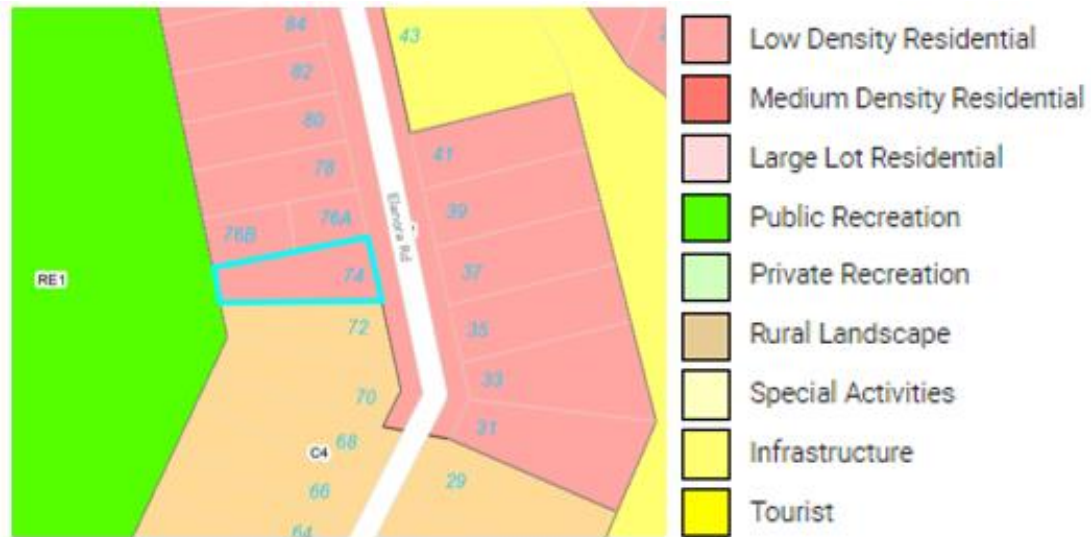 84
82
80
78
76A
76B
74
72
70
68
66
64
RE1
C4
Elanora Rd
43
41
39
37
35
33
31
29
Low Density Residential
Medium Density Residential
Large Lot Residential
Public Recreation
Private Recreation
Rural Landscape
Special Activities
Infrastructure
Tourist